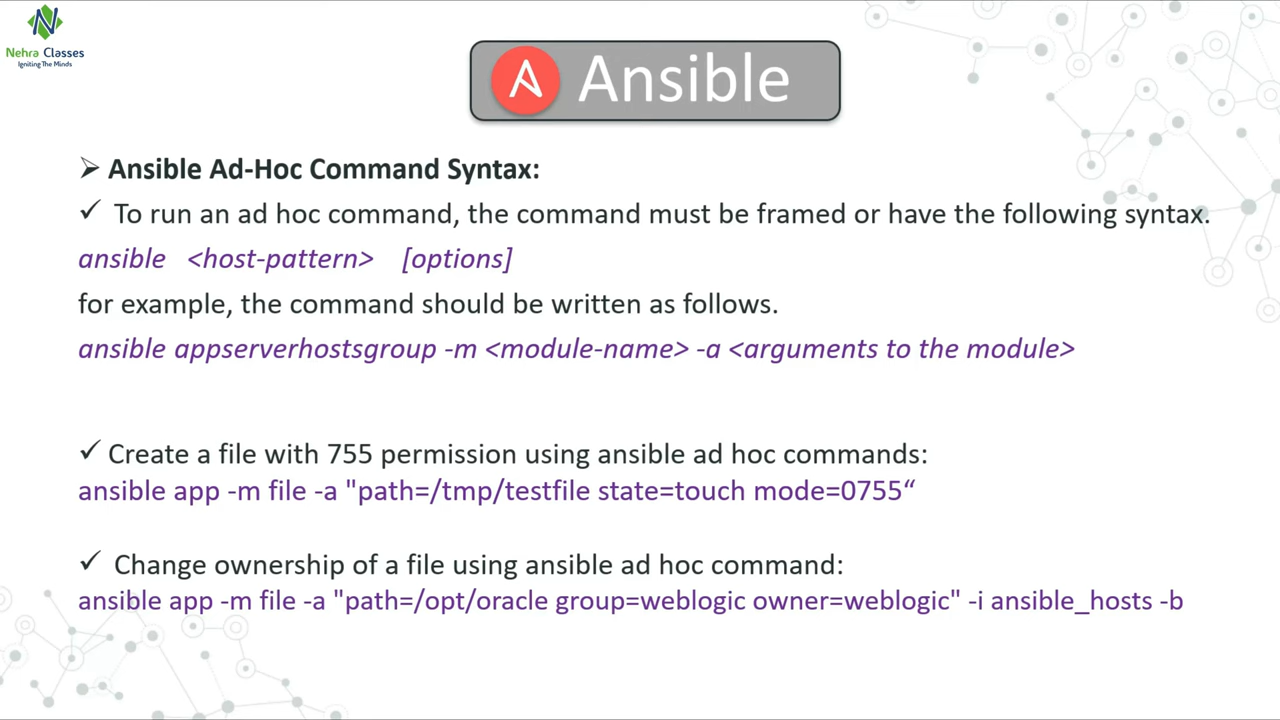 Nehra Classes
Igniting The Minds
Ansible
➢ Ansible Ad-Hoc Command Syntax:
✓ To run an ad hoc command, the command must be framed or have the following syntax.
ansible <host-pattern> [options]
for example, the command should be written as follows.
ansible appserverhostsgroup -m <module-name> -a <arguments to the module>
✓ Create a file with 755 permission using ansible ad hoc commands:
ansible app -m file -a "path=/tmp/testfile state=touch mode=0755“
✓ Change ownership of a file using ansible ad hoc command:
ansible app -m file -a "path=/opt/oracle group=weblogic owner=weblogic" -i ansible_hosts -b